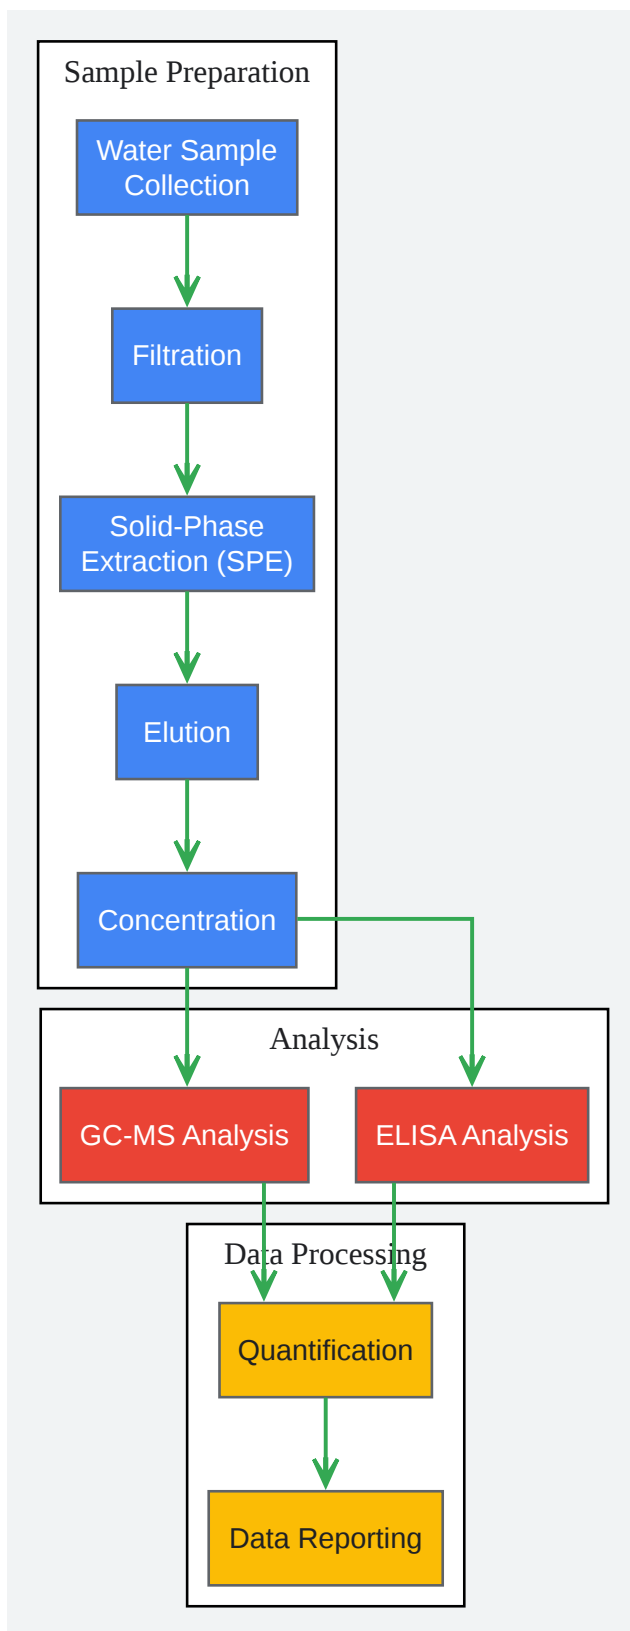 Sample Preparation
Water Sample
Collection
Filtration
Solid-Phase
Extraction (SPE)
Elution
Concentration
Analysis
GC-MS Analysis
ELISA Analysis
Data Processing
Quantification
Data Reporting